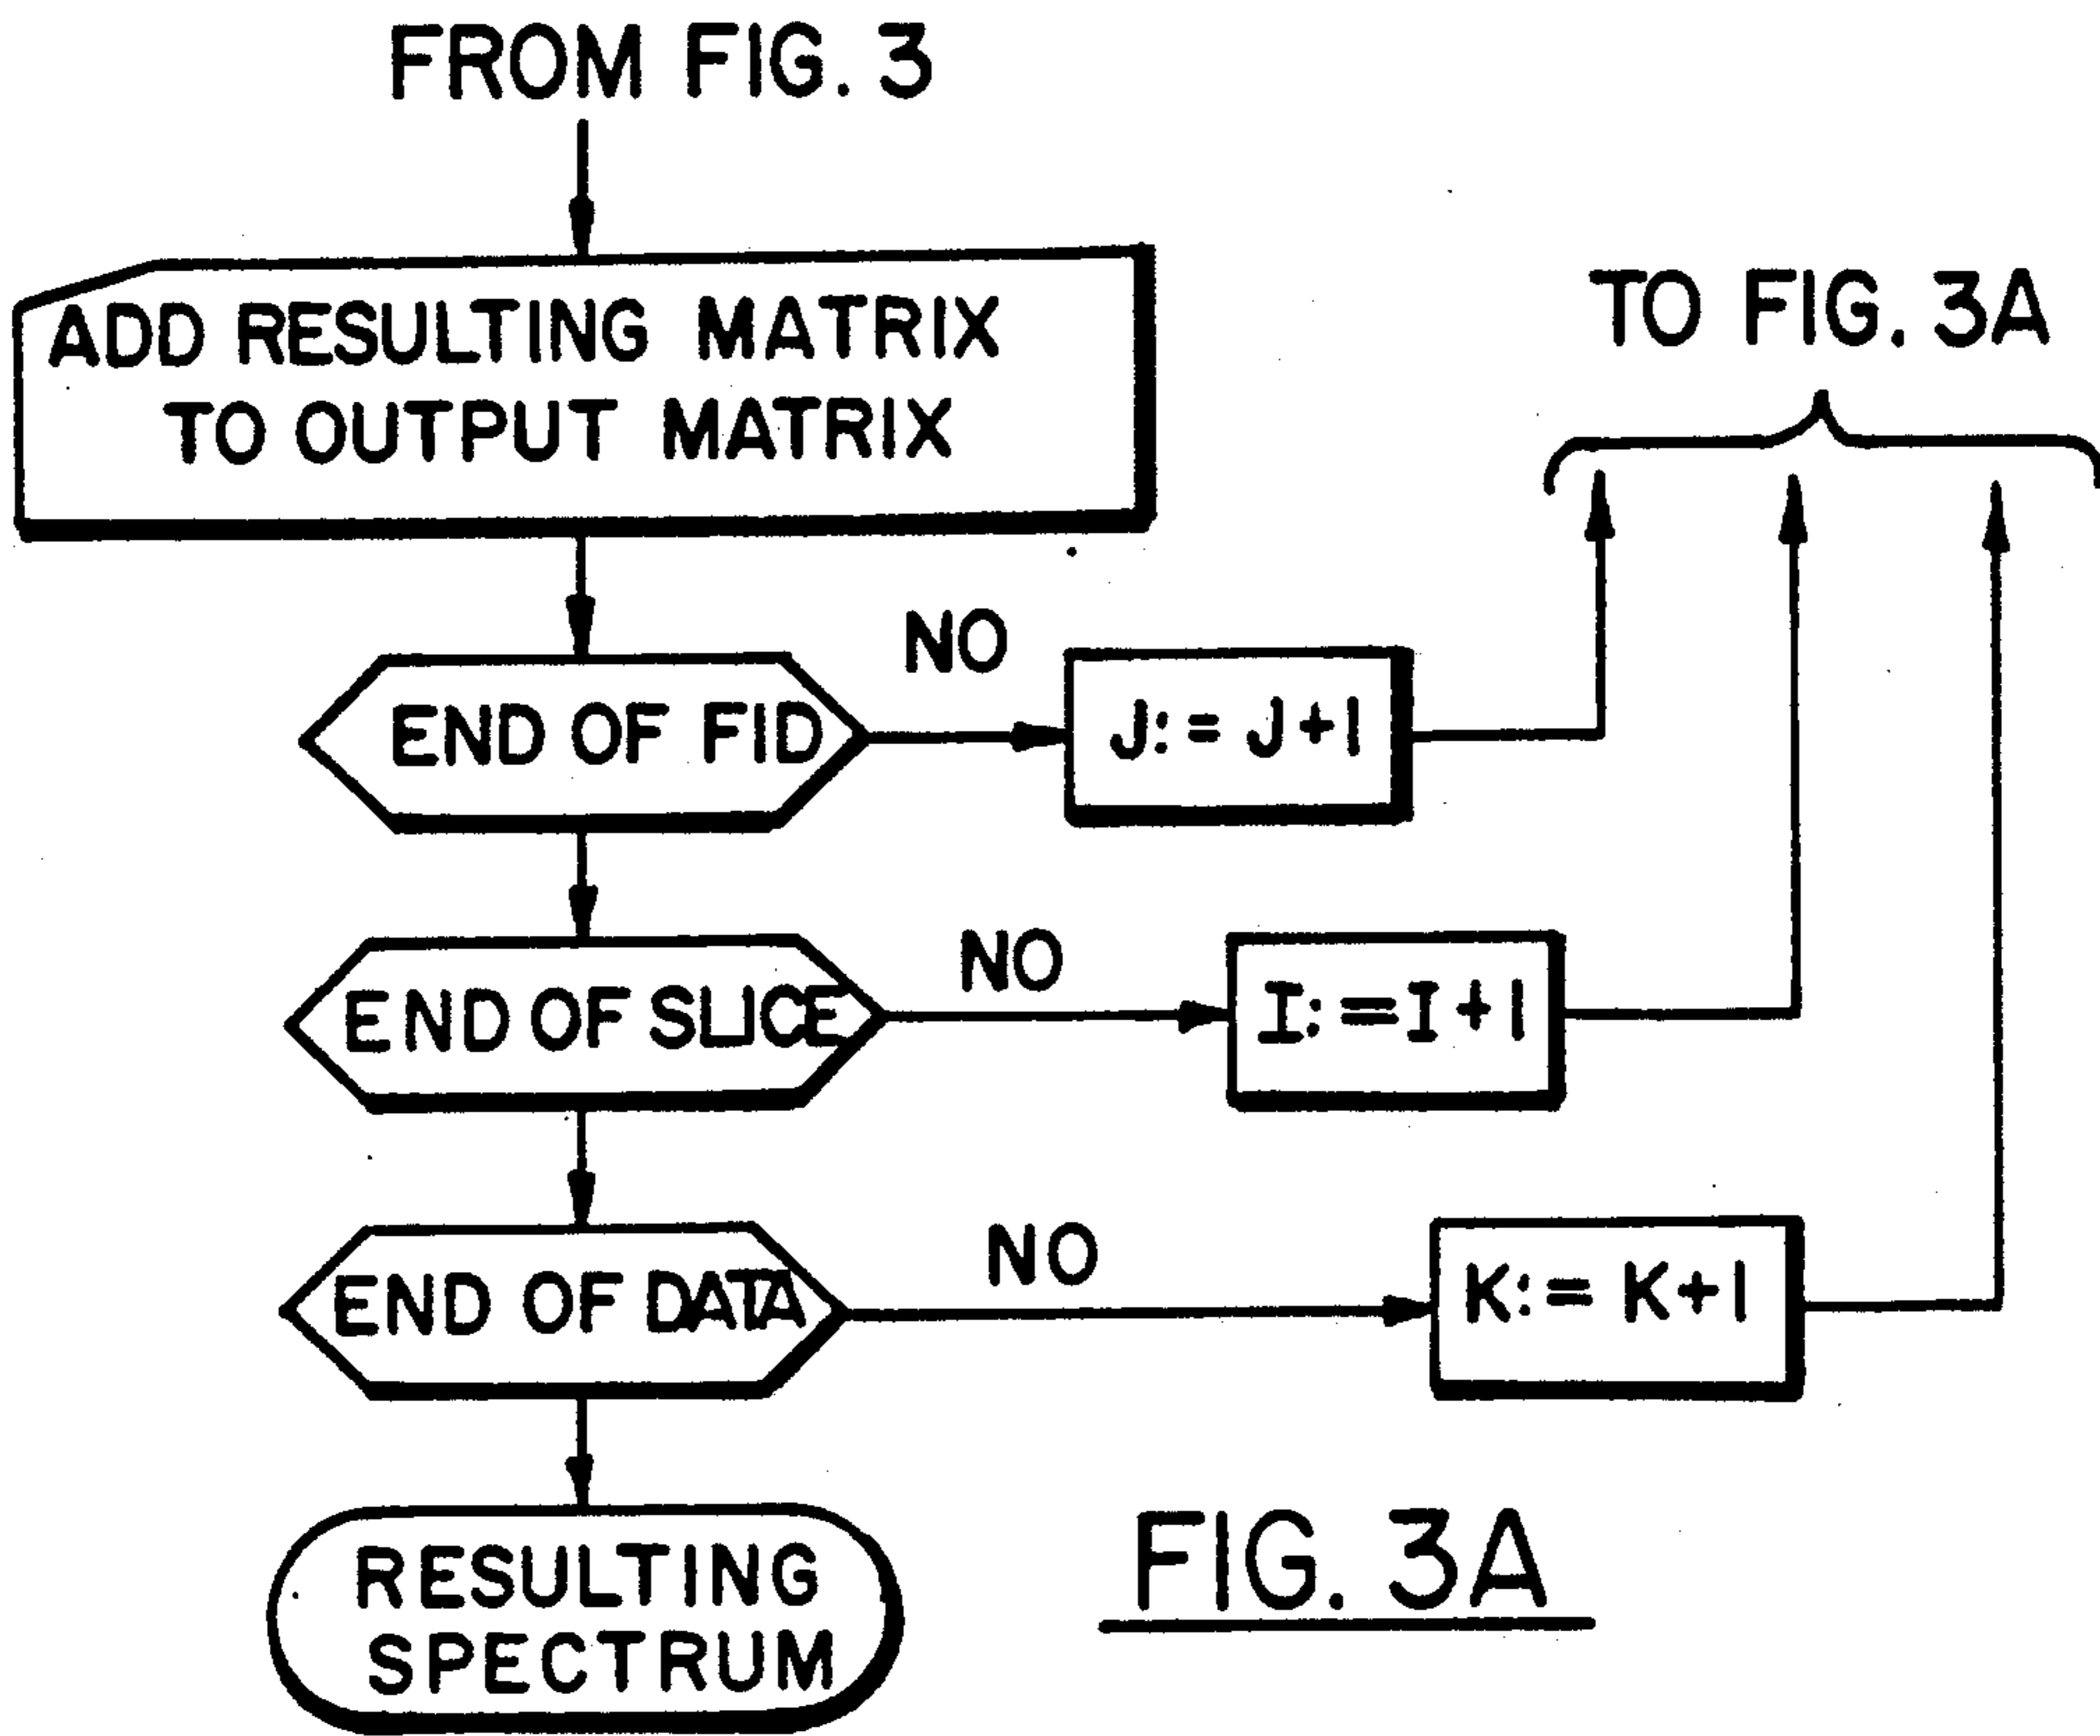 FROM FIG. 3
ADD RESULTING MATRIX
TO OUTPUT MATRIX
TO FIG. 3A
END OF FID
NO
J:= J+1
END OF SLICE
NO
I:=I+1
END OF DATA
NO
K:= K+1
RESULTING
SPECTRUM
FIG. 3A